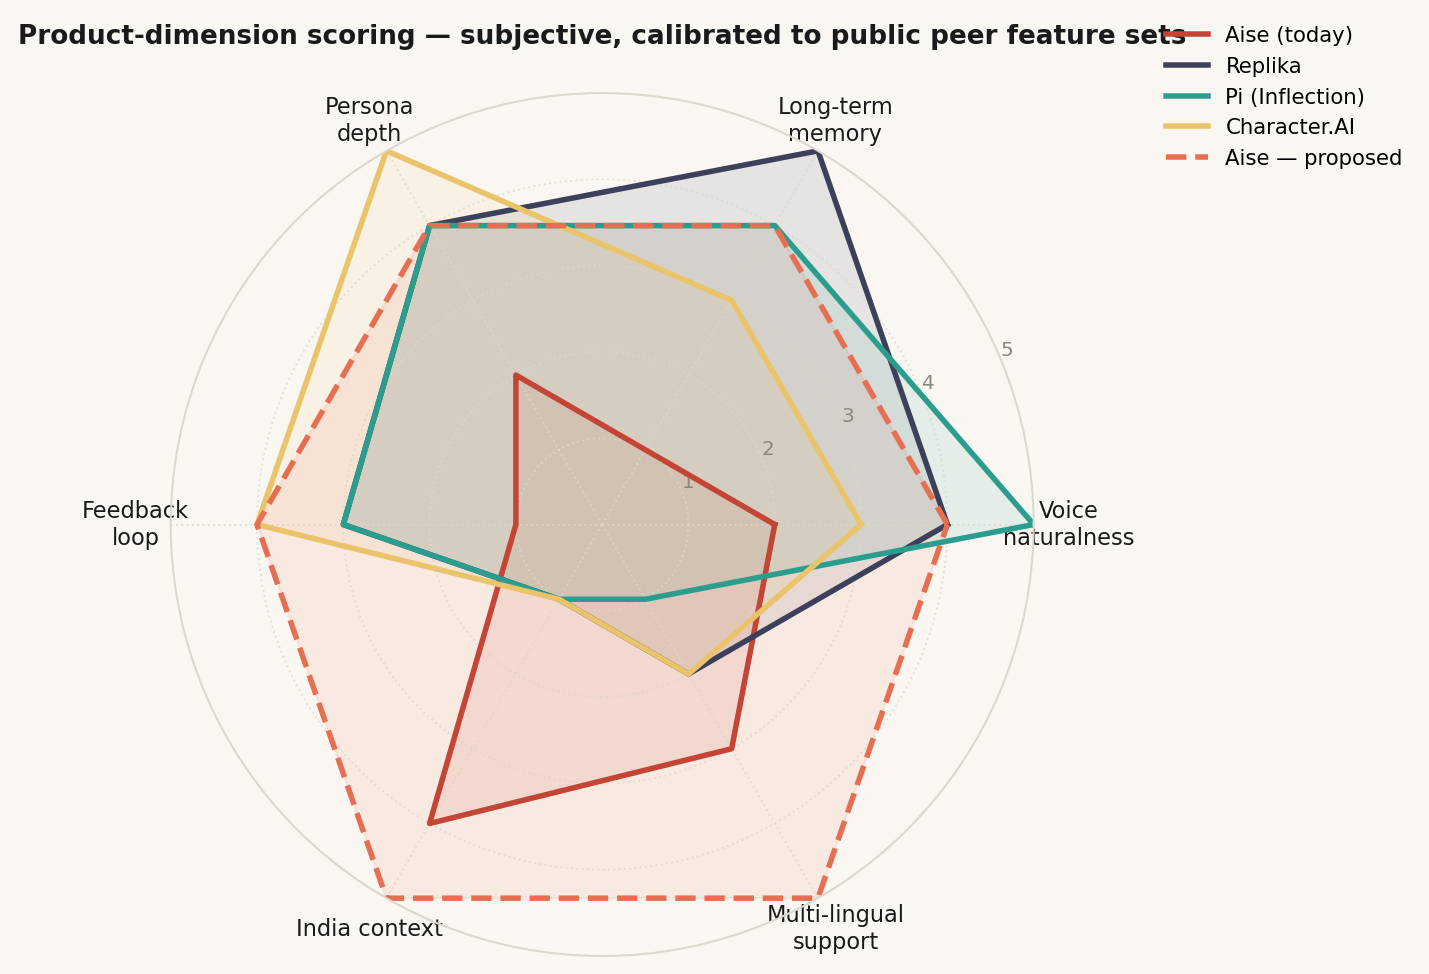 Product-dimension scoring — subjective, calibrated to public peer feature sets
Aise (today)
Replika
Pi (Inflection)
Character.AI
Aise — proposed
Persona
depth
Long-term
memory
5
4
3
2
1
Feedback
loop
Voice
naturalness
India context
Multi-lingual
support